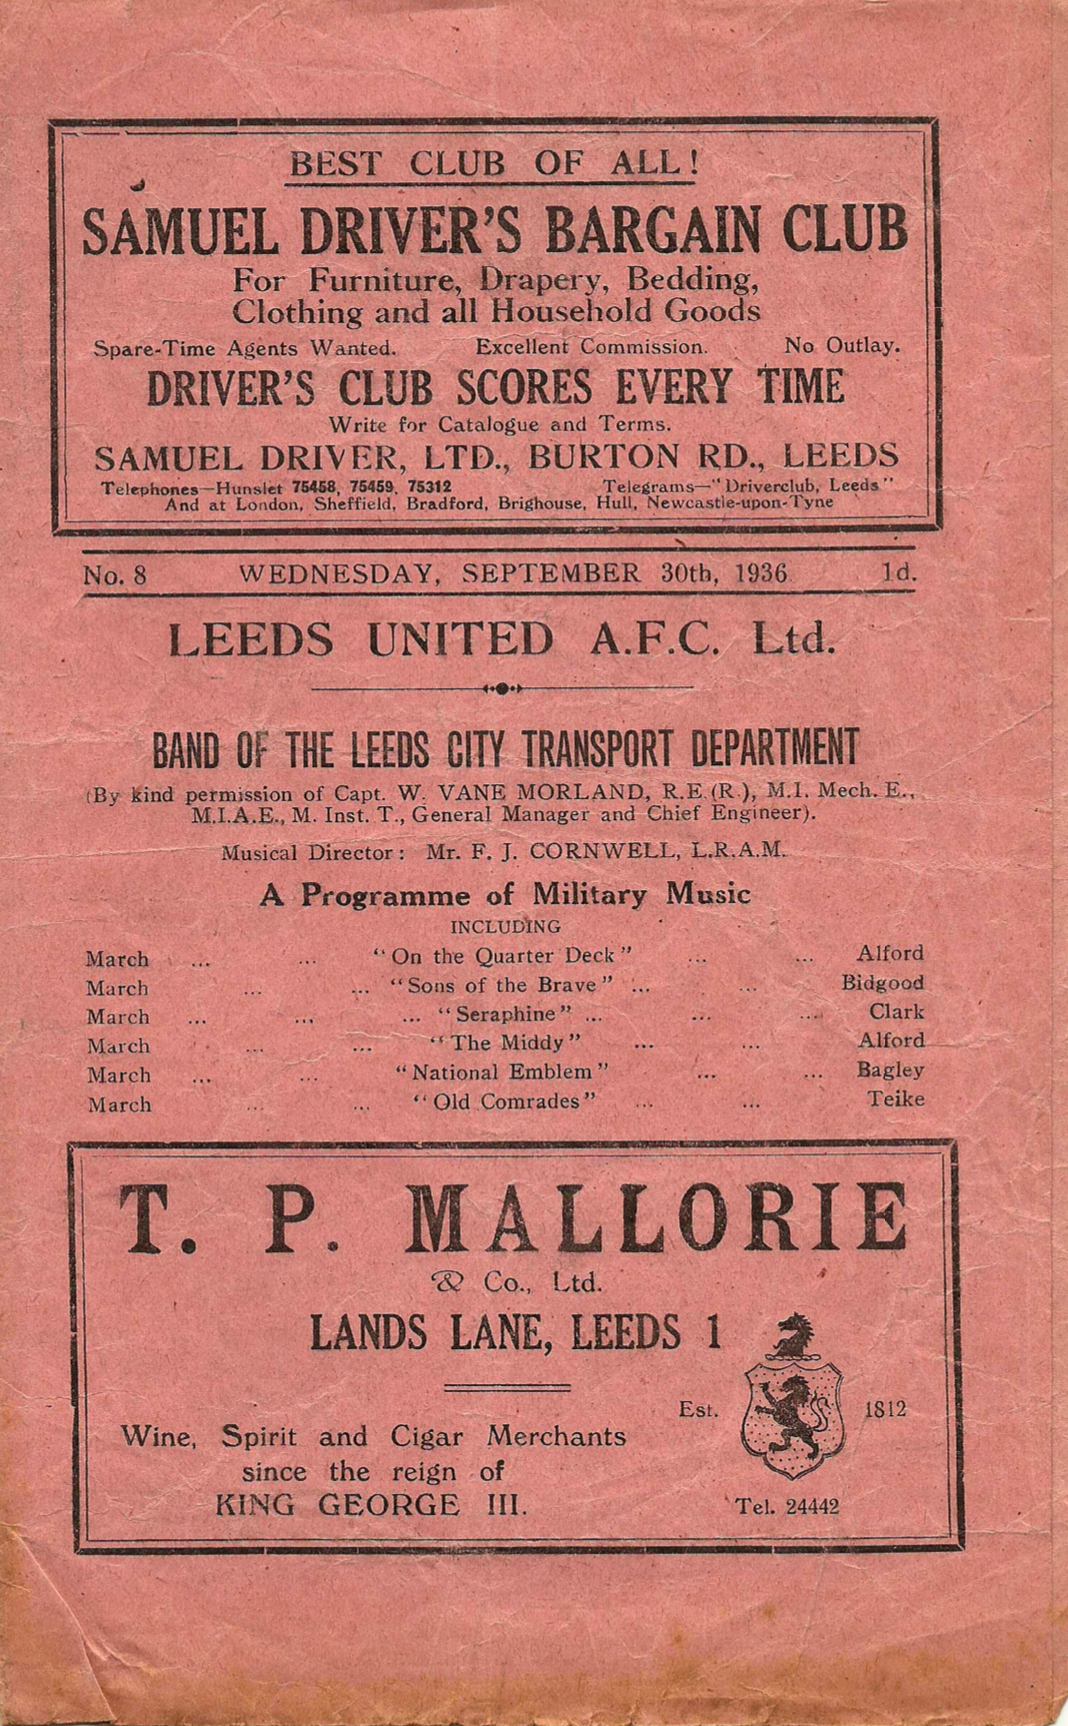 BEST CLUB OF ALL!
SAMUEL DRIVER'S BARGAIN CLUB
For Furniture, Drapery, Bedding,
Clothing and all Household Goods
Spare-Time Agents Wanted. Excellent Commission. No Outlay.
DRIVER'S CLUB SCORES EVERY TIME
Write for Catalogue and Terms.
SAMUEL DRIVER, LTD., BURTON RD., LEEDS
Telephones—Hunslet 75458, 75459, 75312 Telegrams—"Driverclub, Leeds"
And at London, Sheffield, Bradford, Brighouse, Hull, Newcastle-upon-Tyne
No. 8 WEDNESDAY, SEPTEMBER 30th, 1936 1d.
LEEDS UNITED A.F.C. Ltd.
BAND OF THE LEEDS CITY TRANSPORT DEPARTMENT
(By kind permission of Capt. W. VANE MORLAND, R.E.(R.), M.I. Mech. E.,
M.I.A.E., M. Inst. T., General Manager and Chief Engineer).
Musical Director: Mr. F. J. CORNWELL, L.R.A.M.
A Programme of Military Music
INCLUDING
March ... ... "On the Quarter Deck" ... ... Alford
March ... ... "Sons of the Brave" ... ... Bidgood
March ... ... ... "Seraphine" ... ... ... Clark
March ... ... "The Middy" ... ... Alford
March ... ... "National Emblem" ... ... Bagley
March ... ... "Old Comrades" ... ... Teike
T. P. MALLORIE
& Co., Ltd.
LANDS LANE, LEEDS 1
Est. 1812
Wine, Spirit and Cigar Merchants
since the reign of
KING GEORGE III.
Tel. 24442